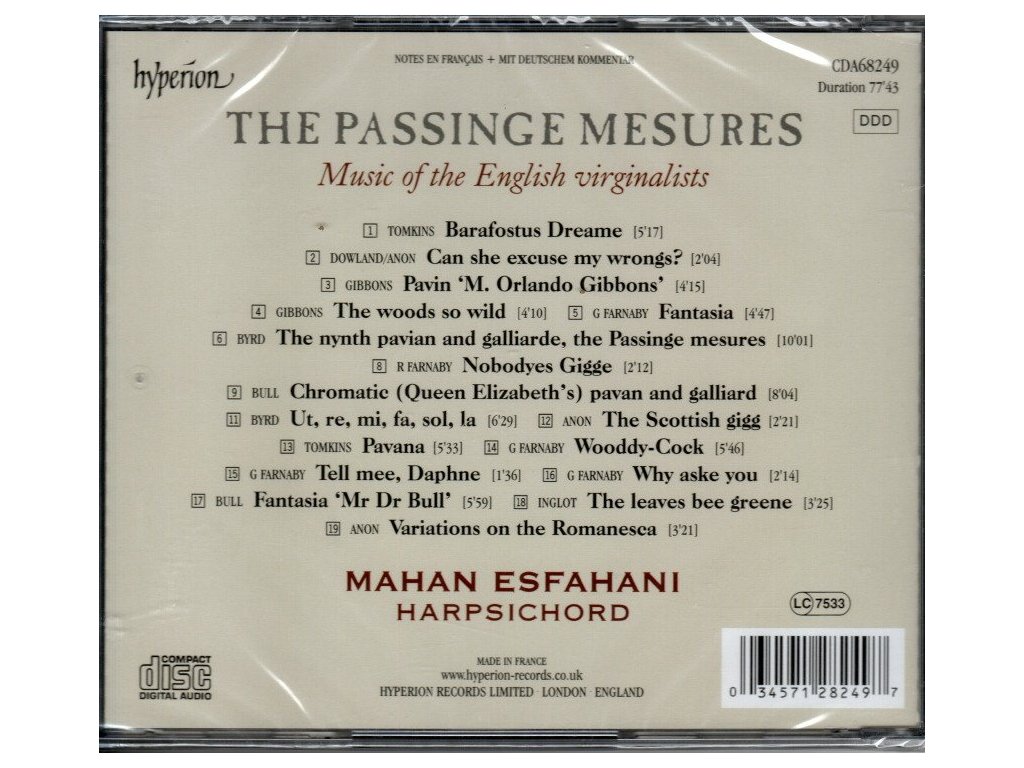 NOTES EN FRANÇAIS + MIT DEUTSCHEM KOMMENTAR
hyperion
CDA68249
Duration 77'43
DDD
THE PASSINGE MESURES
Music of the English virginalists
1 TOMKINS Barafostus Dreame [5'17]
2 DOWLAND/ANON Can she excuse my wrongs? [2'04]
3 GIBBONS Pavin ‘M. Orlando Gibbons’ [4'15]
4 GIBBONS The woods so wild [4'10] 5 G FARNABY Fantasia [4'47]
6 BYRD The nynth pavian and galliarde, the Passinge mesures [10'01]
8 R FARNABY Nobodyes Gigge [2'12]
9 BULL Chromatic (Queen Elizabeth’s) pavan and galliard [8'04]
11 BYRD Ut, re, mi, fa, sol, la [6'29] 12 ANON The Scottish gigg [2'21]
13 TOMKINS Pavana [5'33] 14 G FARNABY Wooddy-Cock [5'46]
15 G FARNABY Tell mee, Daphne [1'36] 16 G FARNABY Why aske you [2'14]
17 BULL Fantasia ‘Mr Dr Bull’ [5'59] 18 INGLOT The leaves bee greene [3'25]
19 ANON Variations on the Romanesca [3'21]
MAHAN ESFAHANI
HARPSICHORD
LC 7533
COMPACT
disc
DIGITAL AUDIO
MADE IN FRANCE
www.hyperion-records.co.uk
HYPERION RECORDS LIMITED · LONDON · ENGLAND
0 34571 28249 7